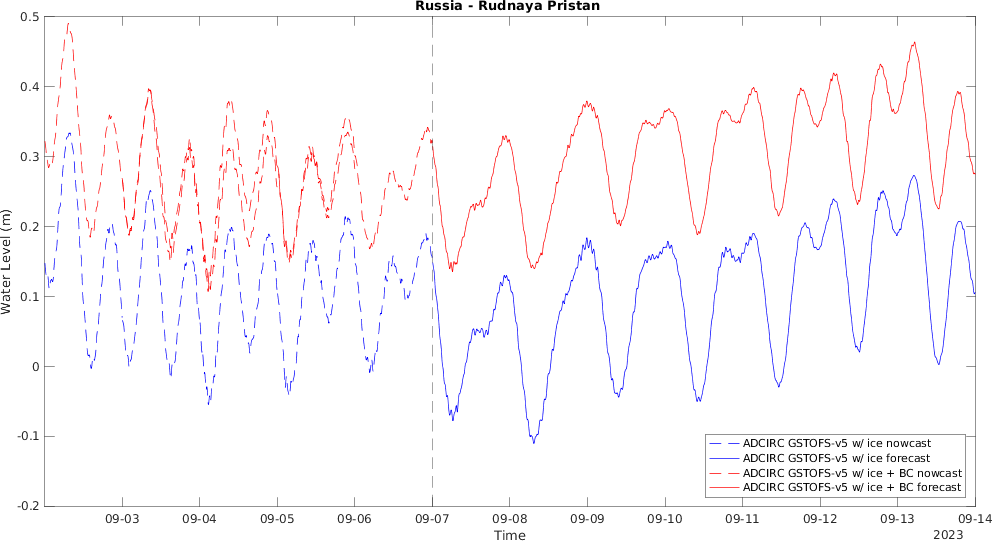 Russia - Rudnaya Pristan
0.5
0.4
0.3
0.2
0.1
0
-0.1
-0.2
Water Level (m)
ADCIRC GSTOFS-v5 w/ ice nowcast
ADCIRC GSTOFS-v5 w/ ice forecast
ADCIRC GSTOFS-v5 w/ ice + BC nowcast
ADCIRC GSTOFS-v5 w/ ice + BC forecast
09-03 09-04 09-05 09-06 09-07 09-08 09-09 09-10 09-11 09-12 09-13 09-14
Time
2023